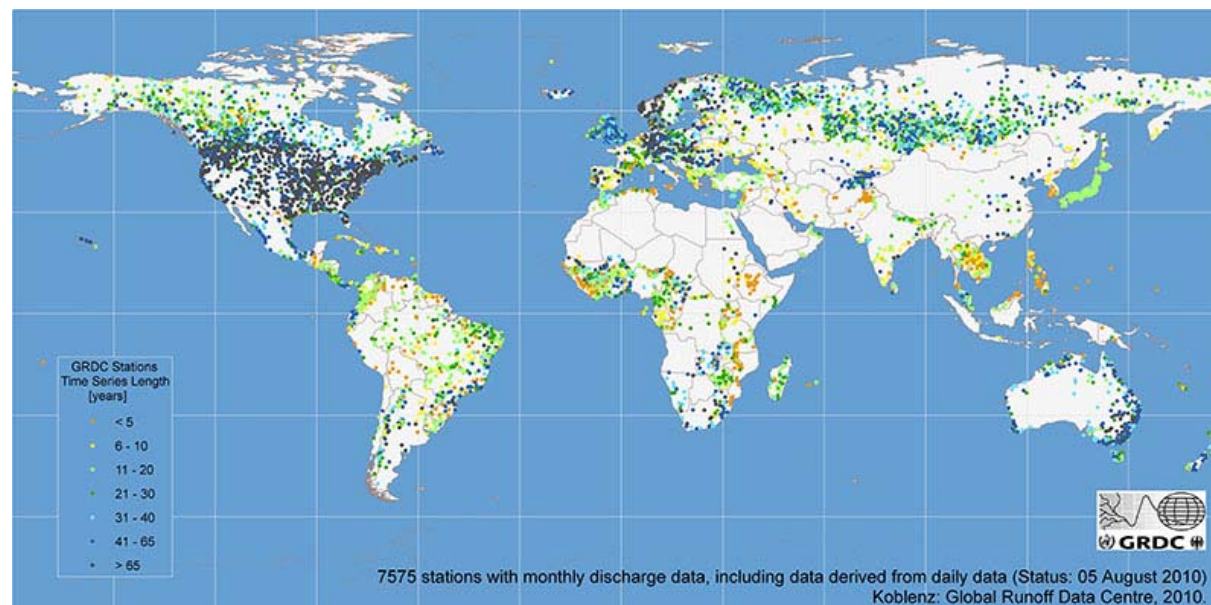 GRDC Stations
Time Series Length
[years]
< 5
6 - 10
11 - 20
21 - 30
31 - 40
41 - 65
> 65
GRDC
7575 stations with monthly discharge data, including data derived from daily data (Status: 05 August 2010)
Koblenz: Global Runoff Data Centre, 2010.